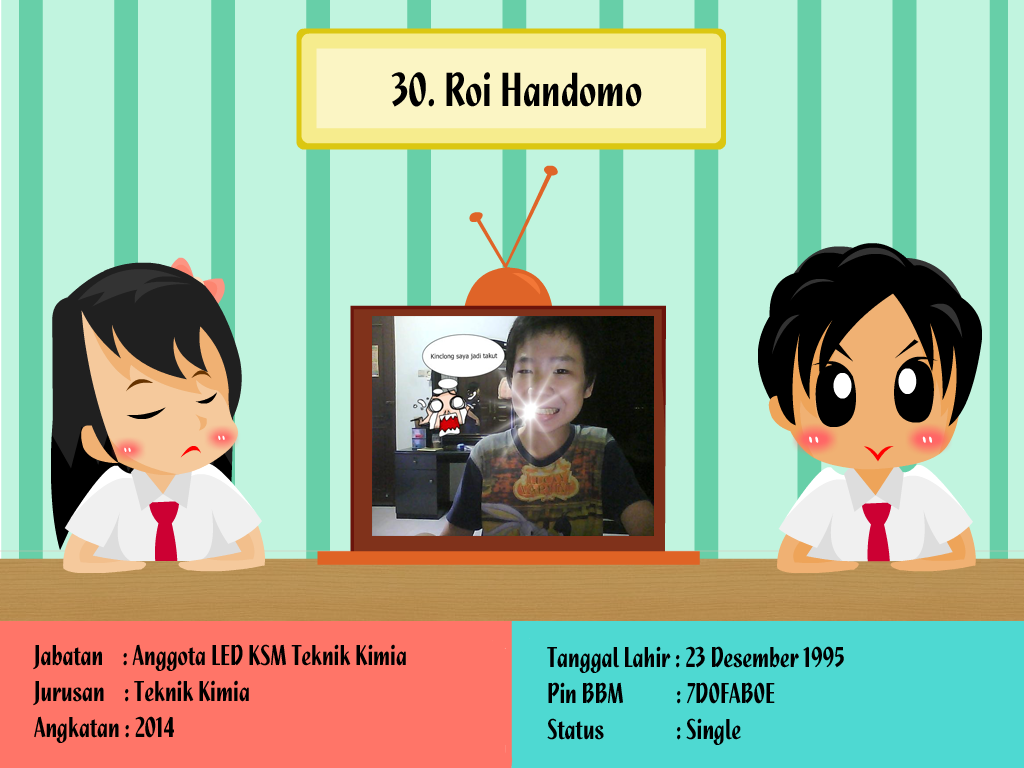 30. Roi Handomo
Kinclong saya jadi takut
Jabatan : Anggota LED KSM Teknik Kimia
Jurusan : Teknik Kimia
Angkatan : 2014
Tanggal Lahir : 23 Desember 1995
Pin BBM : 7D0FAB0E
Status : Single